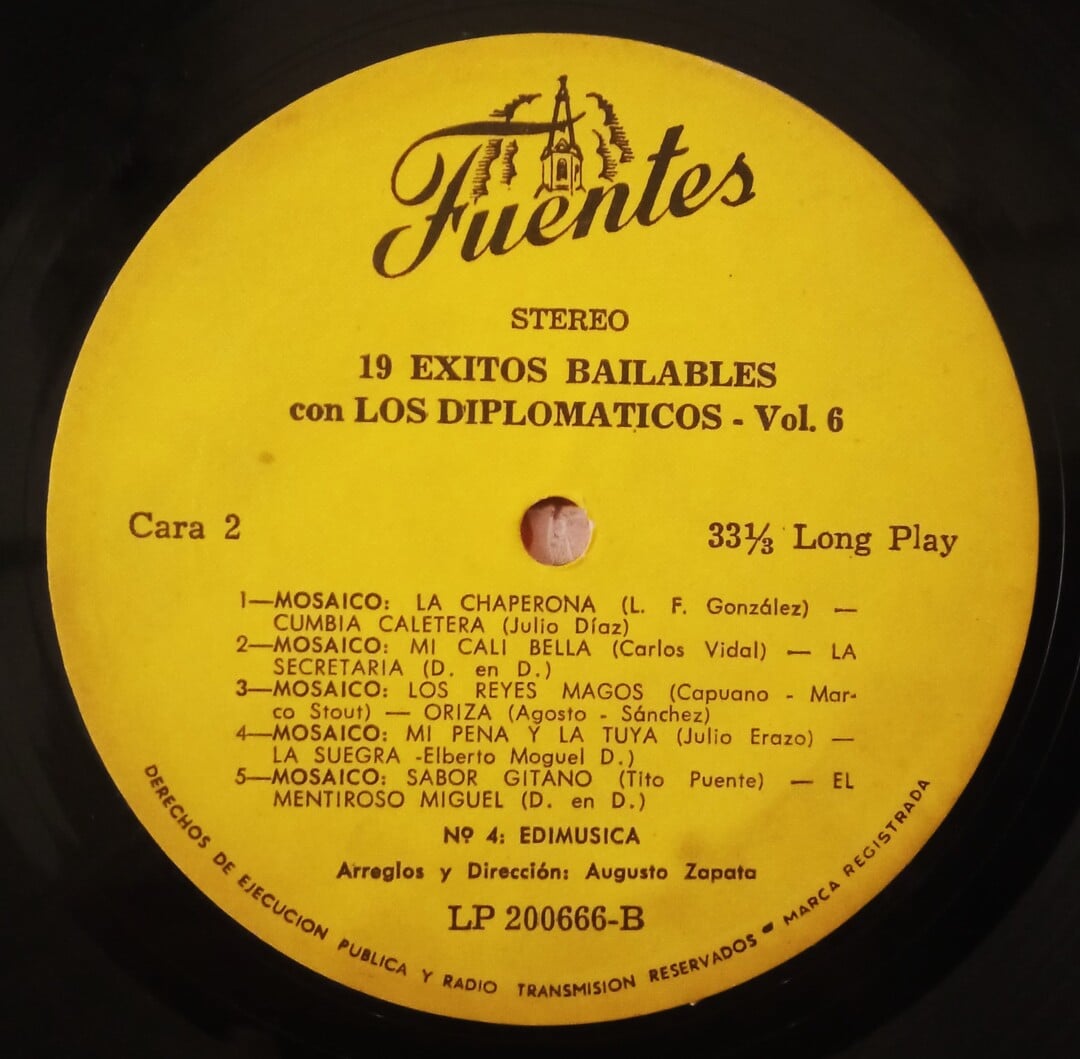 Fuentes
STEREO
19 EXITOS BAILABLES
con LOS DIPLOMATICOS - Vol. 6
Cara 2
33⅓ Long Play
1—MOSAICO: LA CHAPERONA (L. F. González) —
CUMBIA CALETERA (Julio Díaz)
2—MOSAICO: MI CALI BELLA (Carlos Vidal) — LA
SECRETARIA (D. en D.)
3—MOSAICO: LOS REYES MAGOS (Capuano - Mar-
co Stout) — ORIZA (Agosto - Sánchez)
4—MOSAICO: MI PENA Y LA TUYA (Julio Erazo) —
LA SUEGRA -Elberto Moguel D.)
5—MOSAICO: SABOR GITANO (Tito Puente) — EL
MENTIROSO MIGUEL (D. en D.)
Nº 4: EDIMUSICA
Arreglos y Dirección: Augusto Zapata
LP 200666-B
DERECHOS DE EJECUCION PUBLICA Y RADIO TRANSMISION RESERVADOS - MARCA REGISTRADA